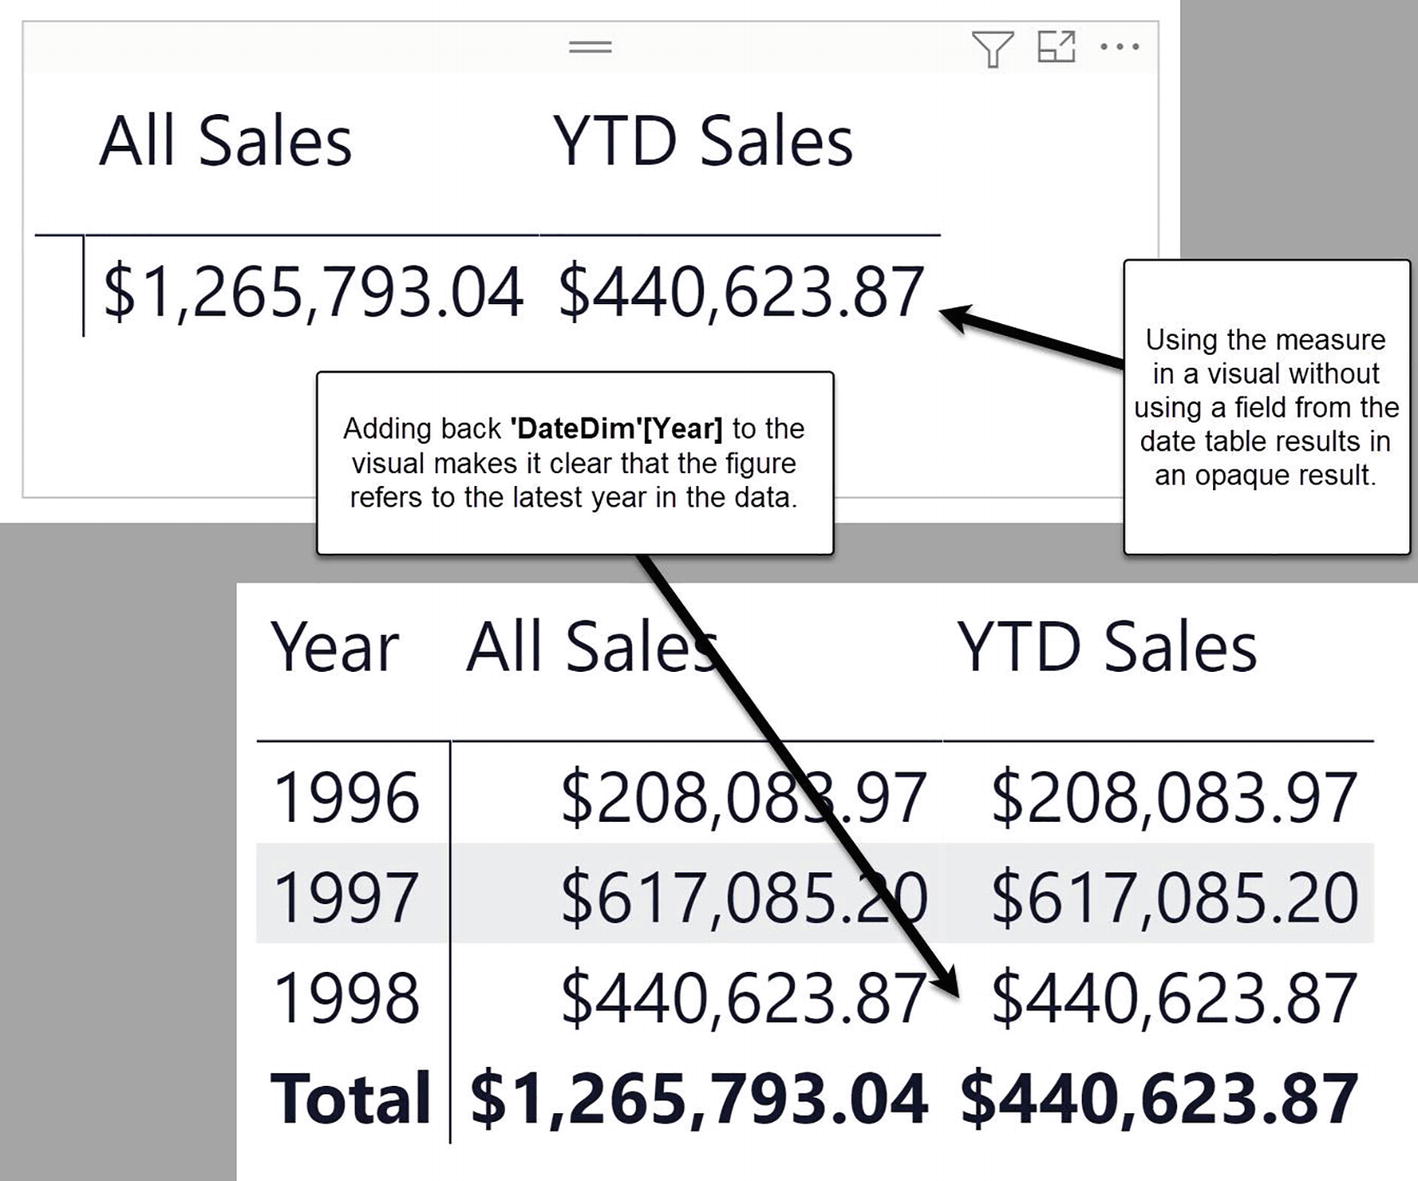 All Sales YTD Sales
$1,265,793.04 $440,623.87
Using the measure
in a visual without
using a field from the
date table results in
an opaque result.
Adding back 'DateDim'[Year] to the
visual makes it clear that the figure
refers to the latest year in the data.
Year All Sales YTD Sales
1996 $208,083.97 $208,083.97
1997 $617,085.20 $617,085.20
1998 $440,623.87 $440,623.87
Total $1,265,793.04 $440,623.87